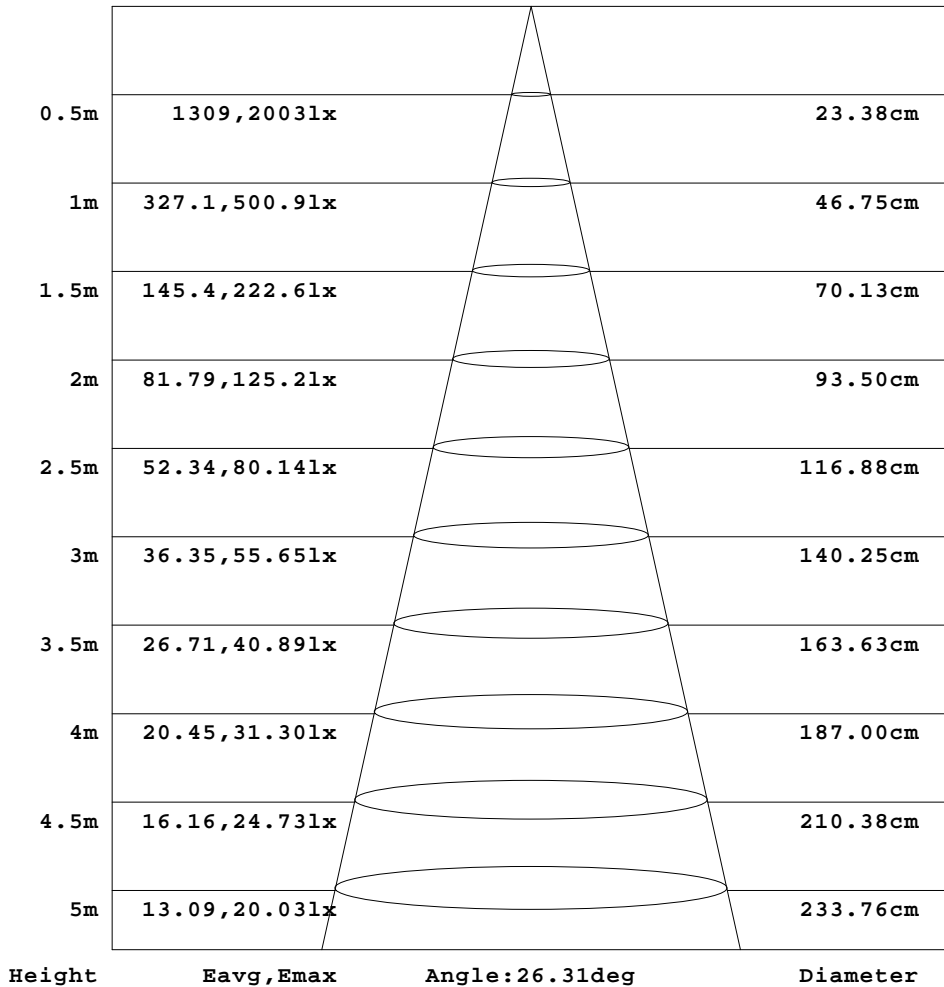 0.5m 1309,2003lx 23.38cm
1m 327.1,500.9lx 46.75cm
1.5m 145.4,222.6lx 70.13cm
2m 81.79,125.2lx 93.50cm
2.5m 52.34,80.14lx 116.88cm
3m 36.35,55.65lx 140.25cm
3.5m 26.71,40.89lx 163.63cm
4m 20.45,31.30lx 187.00cm
4.5m 16.16,24.73lx 210.38cm
5m 13.09,20.03lx 233.76cm
Height Eavg,Emax Angle:26.31deg Diameter